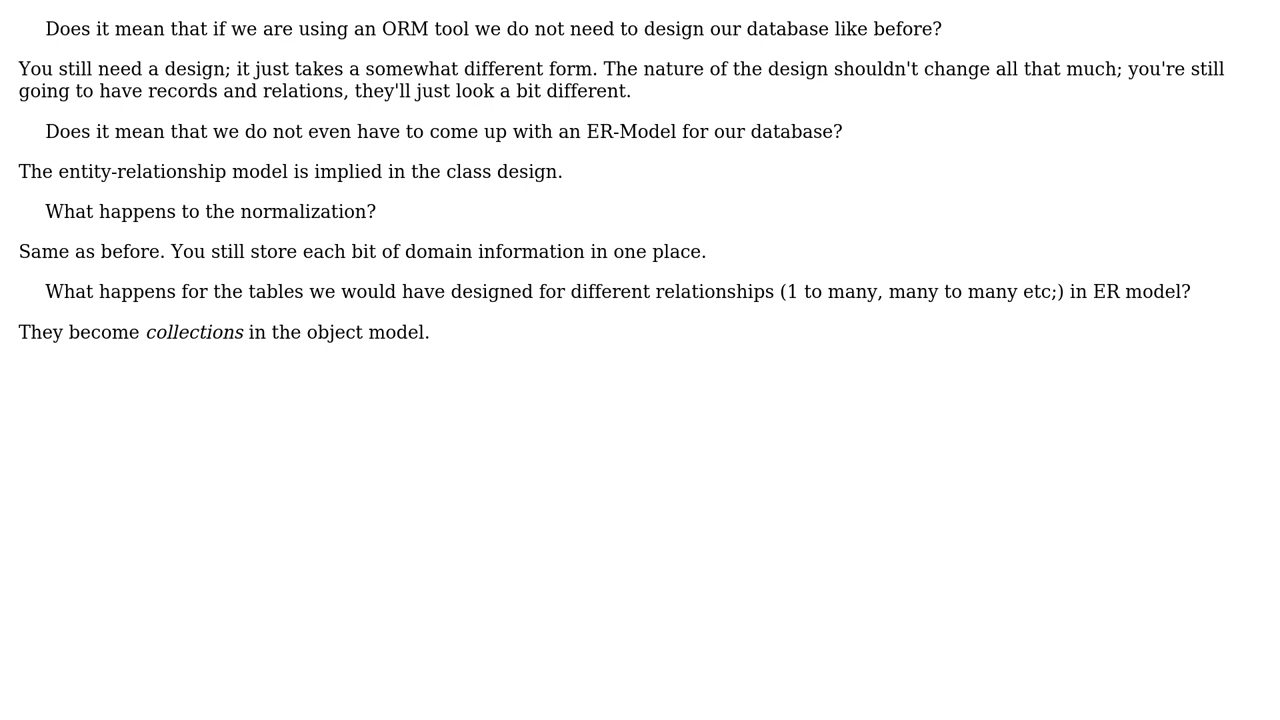 Does it mean that if we are using an ORM tool we do not need to design our database like before?
You still need a design; it just takes a somewhat different form. The nature of the design shouldn't change all that much; you're still
going to have records and relations, they'll just look a bit different.
Does it mean that we do not even have to come up with an ER-Model for our database?
The entity-relationship model is implied in the class design.
What happens to the normalization?
Same as before. You still store each bit of domain information in one place.
What happens for the tables we would have designed for different relationships (1 to many, many to many etc;) in ER model?
They become collections in the object model.